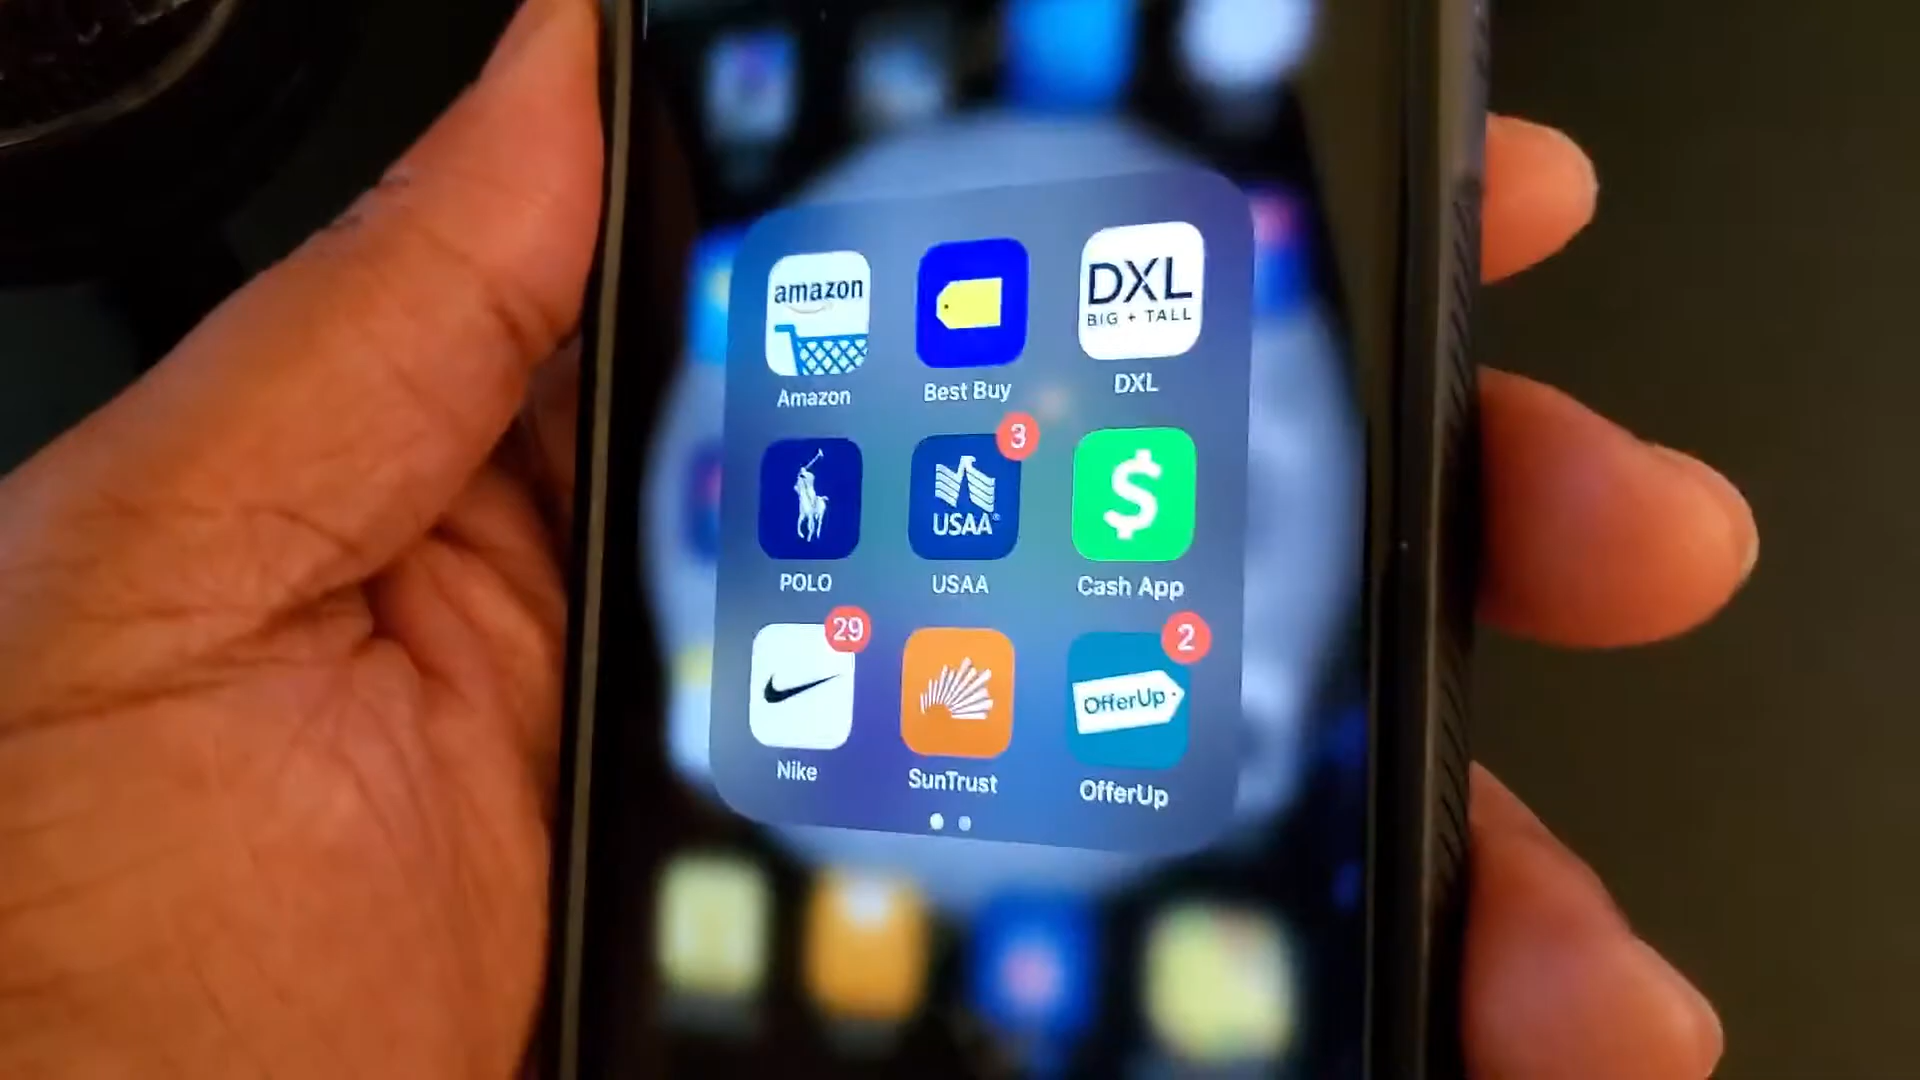 amazon
DXL
BIG + TALL
Amazon
Best Buy
DXL
3
USAA®
$
POLO
USAA
Cash App
29
2
OfferUp
Nike
SunTrust
OfferUp